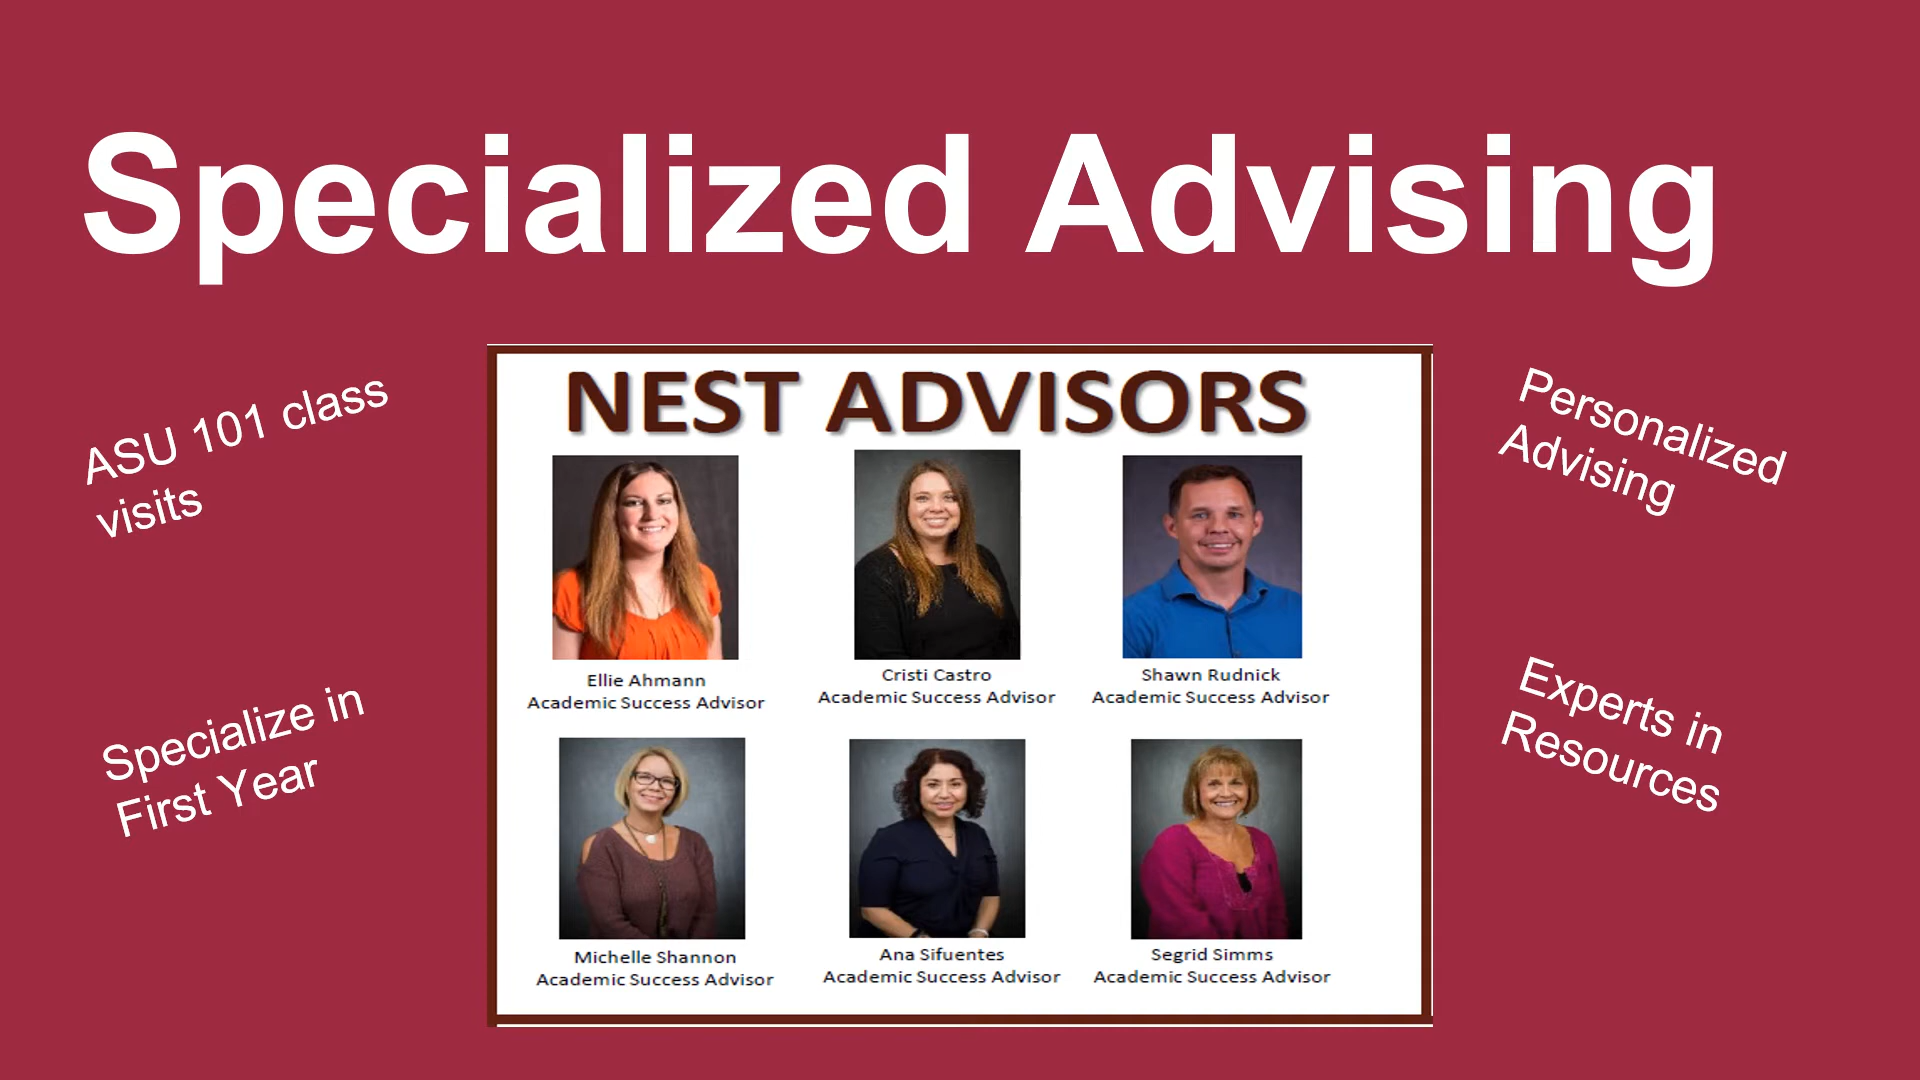 Specialized Advising
ASU 101 class
visits
Specialize in
First Year
NEST ADVISORS
Ellie Ahmann
Academic Success Advisor
Cristi Castro
Academic Success Advisor
Shawn Rudnick
Academic Success Advisor
Michelle Shannon
Academic Success Advisor
Ana Sifuentes
Academic Success Advisor
Segrid Simms
Academic Success Advisor
Personalized
Advising
Experts in
Resources